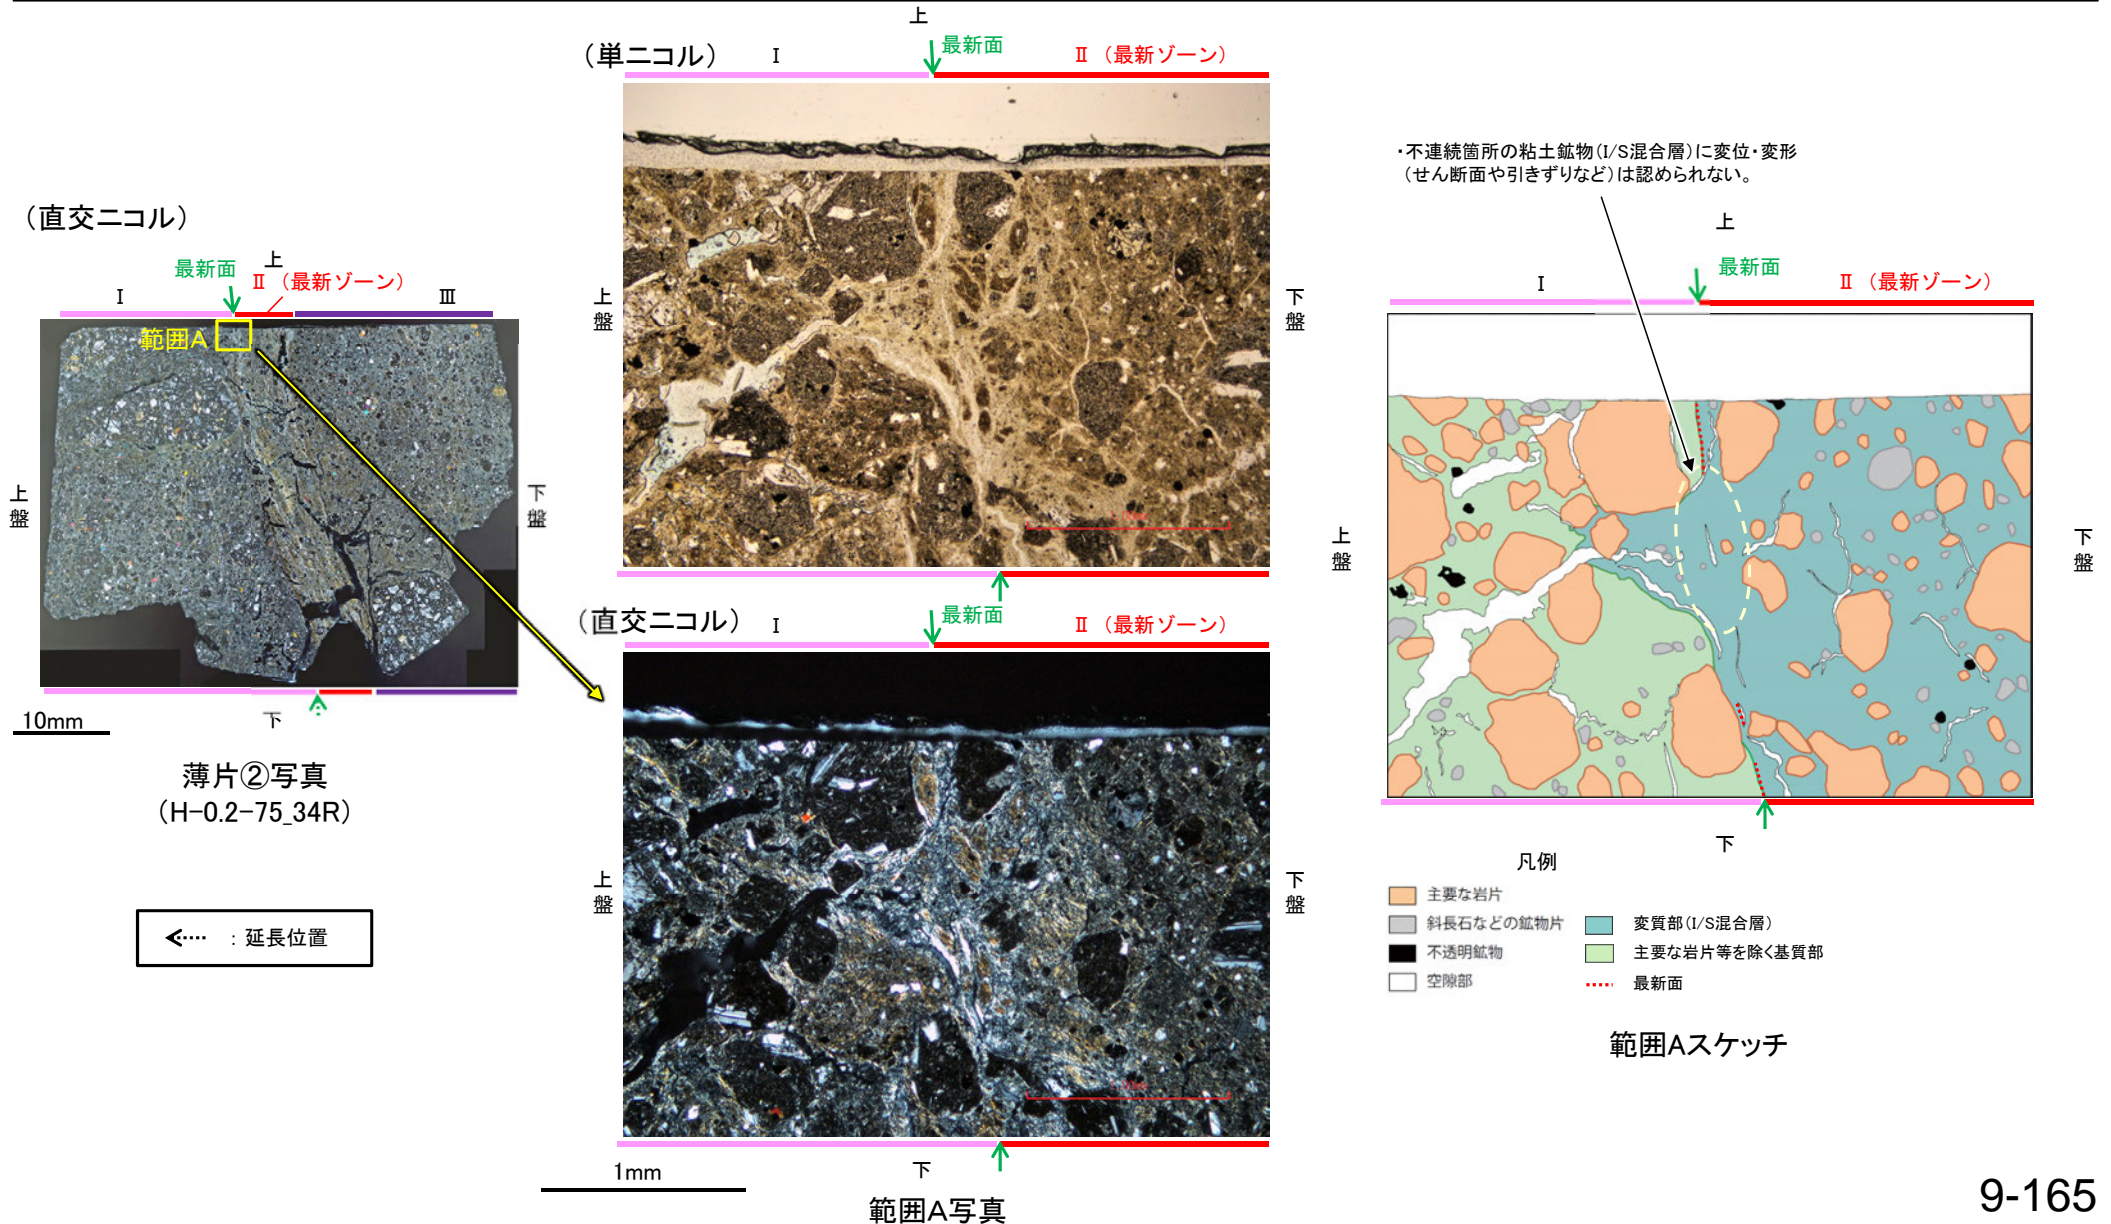 (直交ニコル)
最新面
上
Ⅱ (最新ゾーン)
Ⅰ
Ⅲ
範囲A
上盤
下盤
10mm
下
薄片②写真
(H-0.2-75_34R)
:延長位置
(単ニコル)
Ⅰ
上
最新面
Ⅱ (最新ゾーン)
上盤
下盤
(直交ニコル)
Ⅰ
最新面
Ⅱ (最新ゾーン)
上盤
下盤
1mm
下
範囲A写真
・不連続箇所の粘土鉱物(I/S混合層)に変位・変形
(せん断面や引きずりなど)は認められない。
上
最新面
Ⅰ
Ⅱ (最新ゾーン)
上盤
下盤
下
凡例
主要な岩片
斜長石などの鉱物片
不透明鉱物
空隙部
変質部(I/S混合層)
主要な岩片等を除く基質部
最新面
範囲Aスケッチ
9-165